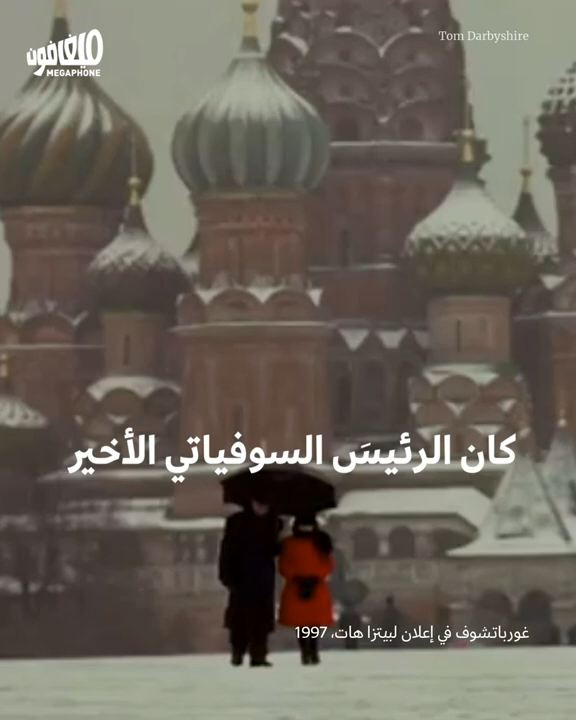 Tom Darbyshire
ميغافون
MEGAPHONE
كان الرئيسَ السوفياتي الأخير
غورباتشوف في إعلان لبيتزا هات، 1997